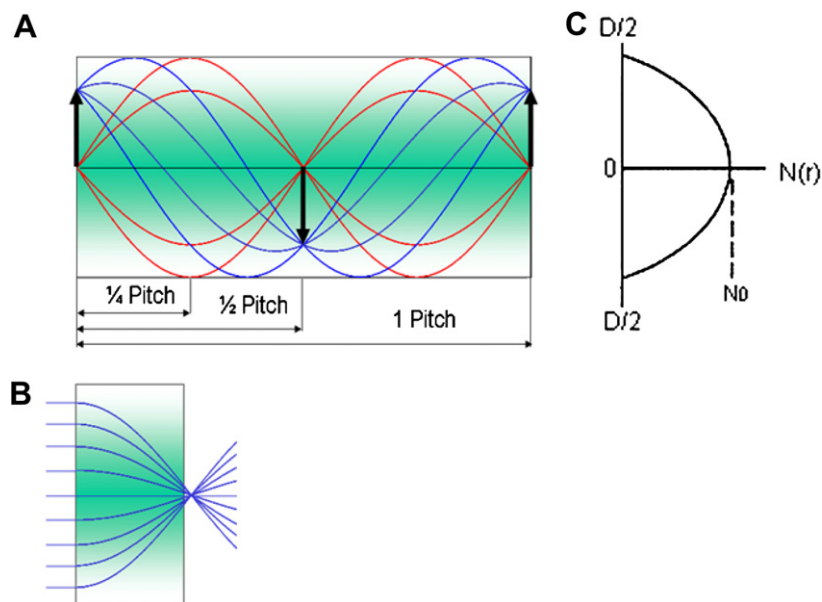 A
¼ Pitch
½ Pitch
1 Pitch
B
C
D/2
0
N(r)
N0
D/2